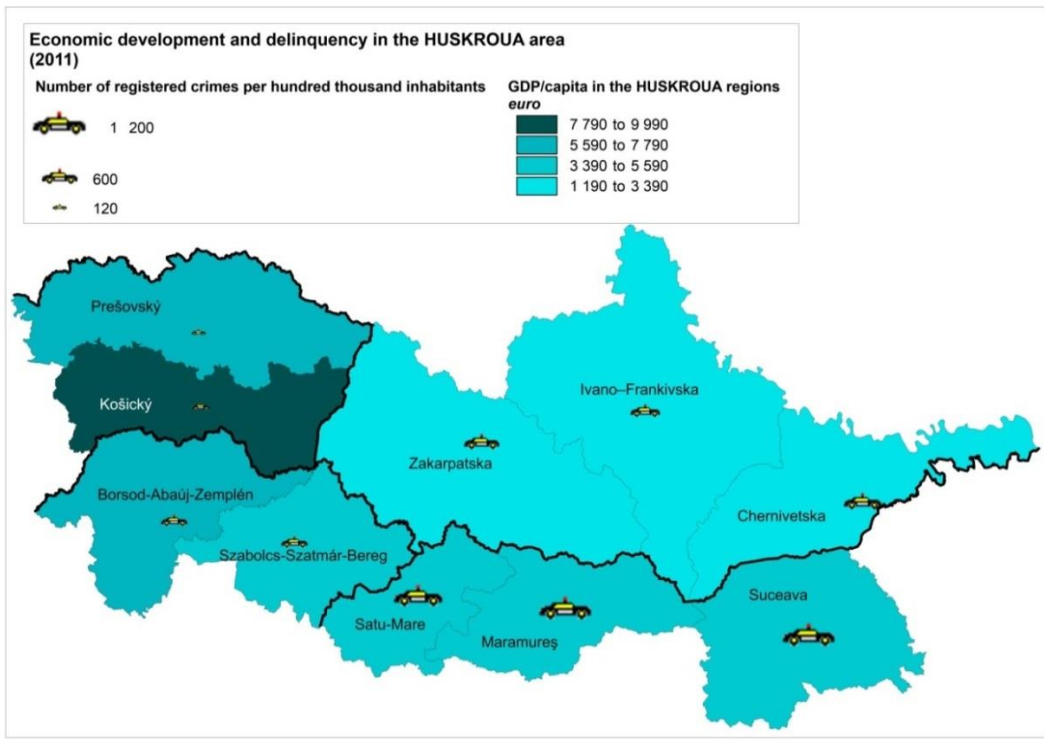 Economic development and delinquency in the HUSKROUA area
(2011)
Number of registered crimes per hundred thousand inhabitants
1 200
600
120
GDP/capita in the HUSKROUA regions
euro
7 790 to 9 990
5 590 to 7 790
3 390 to 5 590
1 190 to 3 390
Prešovský
Košický
Ivano–Frankivska
Zakarpatska
Borsod-Abaúj-Zemplén
Chernivetska
Szabolcs-Szatmár-Bereg
Suceava
Satu-Mare
Maramureş